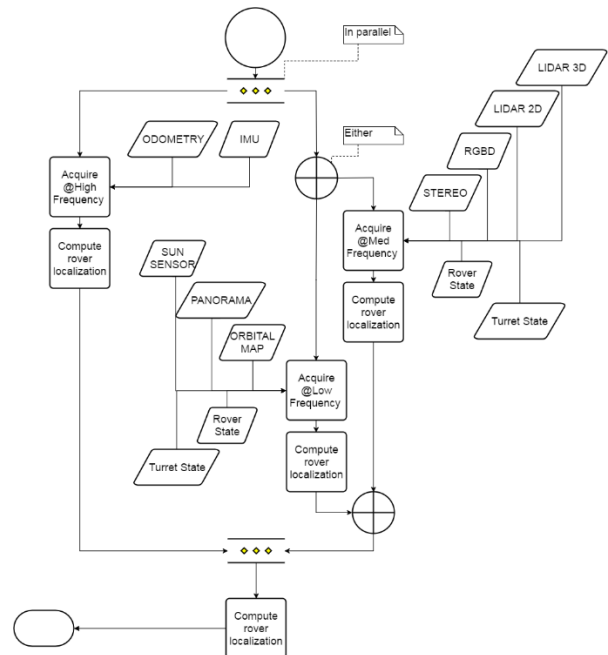 In parallel
LIDAR 3D
LIDAR 2D
ODOMETRY
IMU
Either
RGBD
Acquire
@High
Frequency
STEREO
Acquire
@Med
Frequency
Compute
rover
localization
SUN
SENSOR
Rover
State
PANORAMA
Compute
rover
localization
Turret State
ORBITAL
MAP
Acquire
@Low
Frequency
Rover
State
Compute
rover
localization
Turret State
Compute
rover
localization